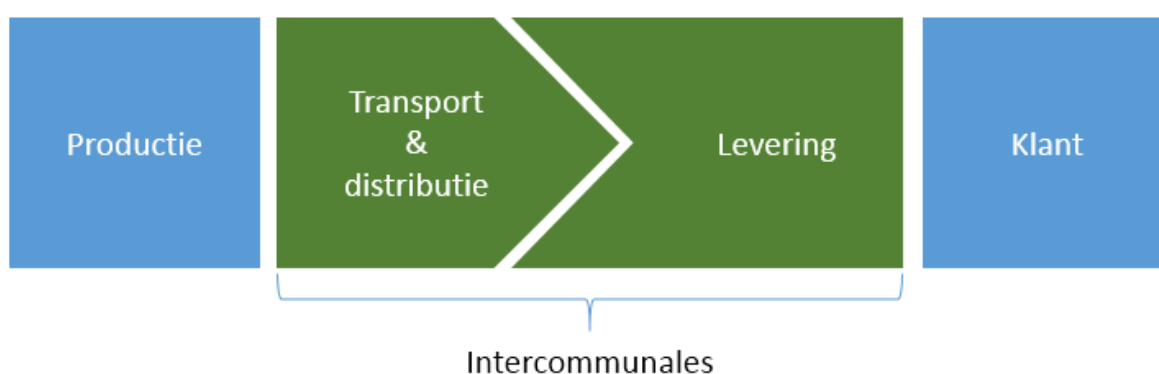 Productie
Transport
&
distributie
Levering
Klant
Intercommunales